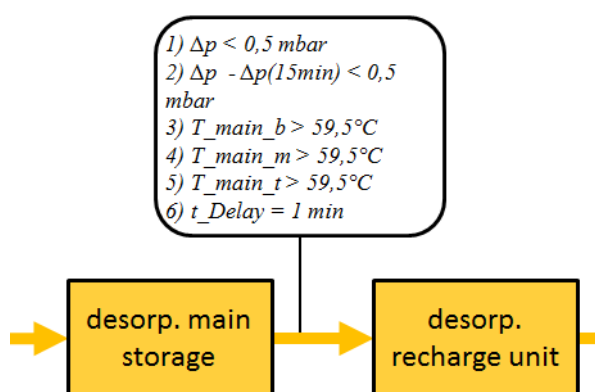 1) Δp < 0,5 mbar
2) Δp - Δp(15min) < 0,5
mbar
3) T_main_b > 59,5°C
4) T_main_m > 59,5°C
5) T_main_t > 59,5°C
6) t_Delay = 1 min
desorp. main
storage
desorp.
recharge unit